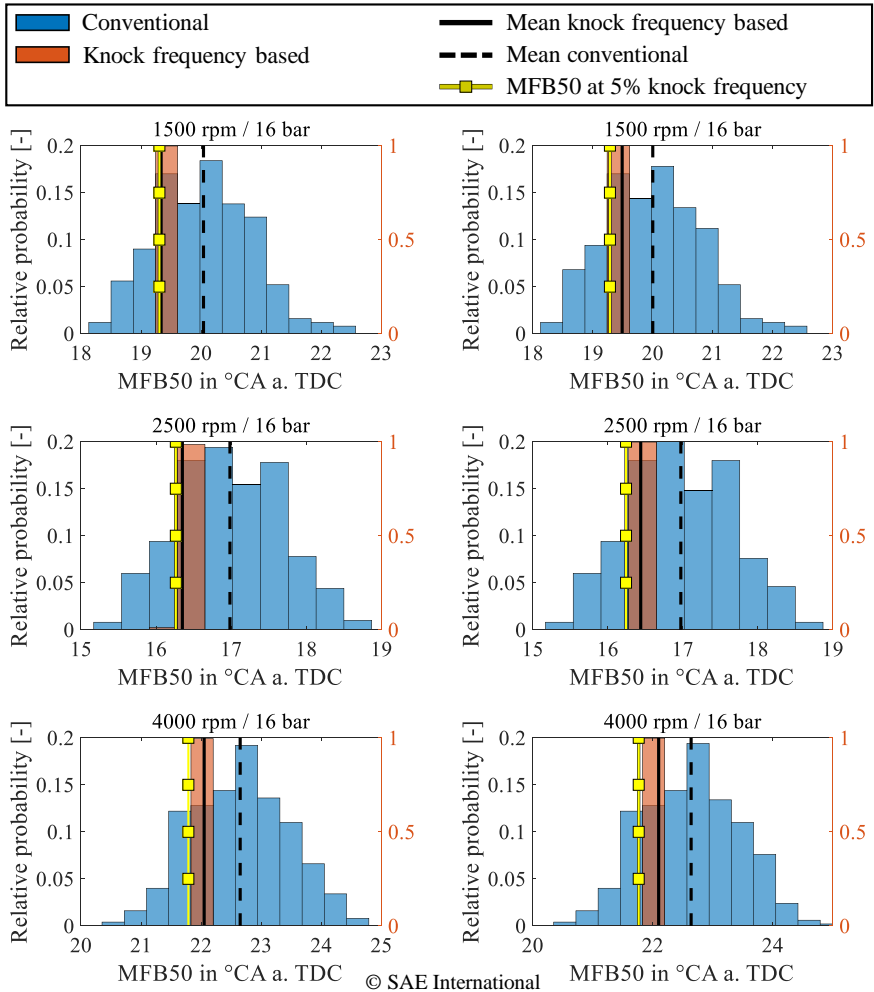 Conventional
Knock frequency based
Mean knock frequency based
Mean conventional
MFB50 at 5% knock frequency
1500 rpm / 16 bar
Relative probability [-]
0.2
0.15
0.1
0.05
0
1
0.5
0
18 19 20 21 22 23
MFB50 in °CA a. TDC
1500 rpm / 16 bar
Relative probability [-]
0.2
0.15
0.1
0.05
0
1
0.5
0
18 19 20 21 22 23
MFB50 in °CA a. TDC
2500 rpm / 16 bar
Relative probability [-]
0.2
0.15
0.1
0.05
0
1
0.5
0
15 16 17 18 19
MFB50 in °CA a. TDC
2500 rpm / 16 bar
Relative probability [-]
0.2
0.15
0.1
0.05
0
1
0.5
0
15 16 17 18 19
MFB50 in °CA a. TDC
4000 rpm / 16 bar
Relative probability [-]
0.2
0.15
0.1
0.05
0
1
0.5
0
20 21 22 23 24 25
MFB50 in °CA a. TDC
4000 rpm / 16 bar
Relative probability [-]
0.2
0.15
0.1
0.05
0
1
0.5
0
20 22 24
MFB50 in °CA a. TDC
© SAE International